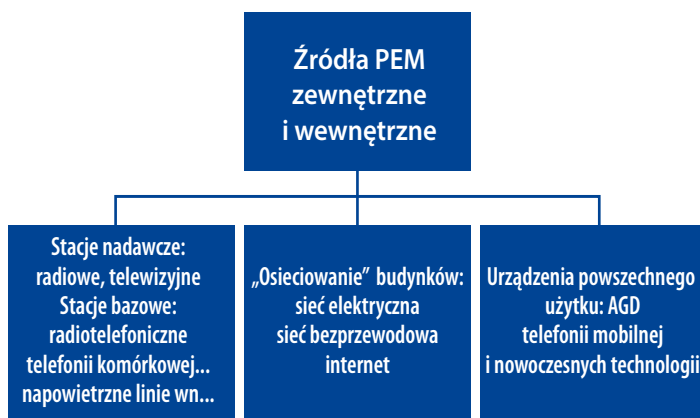 Źródła PEM
zewnętrzne
i wewnętrzne
Stacje nadawcze:
radiowe, telewizyjne
Stacje bazowe:
radiotelefoniczne
telefonii komórkowej...
napowietrzne linie wn...
„Osieciowanie” budynków:
sieć elektryczna
sieć bezprzewodowa
internet
Urządzenia powszechnego
użytku: AGD
telefonii mobilnej
i nowoczesnych technologii